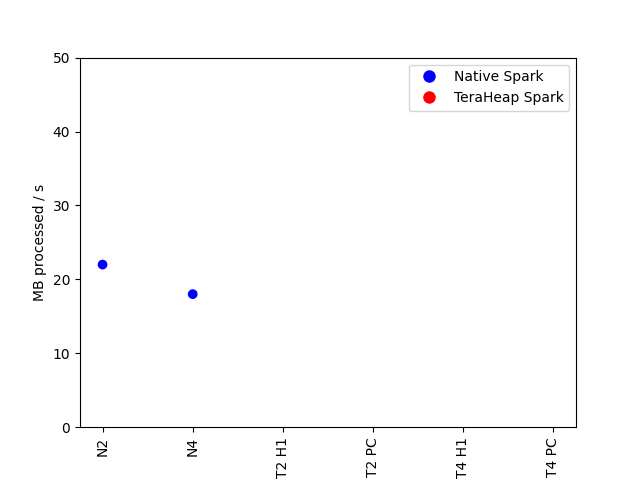 50
40
30
20
10
0
MB processed / s
Native Spark
TeraHeap Spark
N2
N4
T2 H1
T2 PC
T4 H1
T4 PC